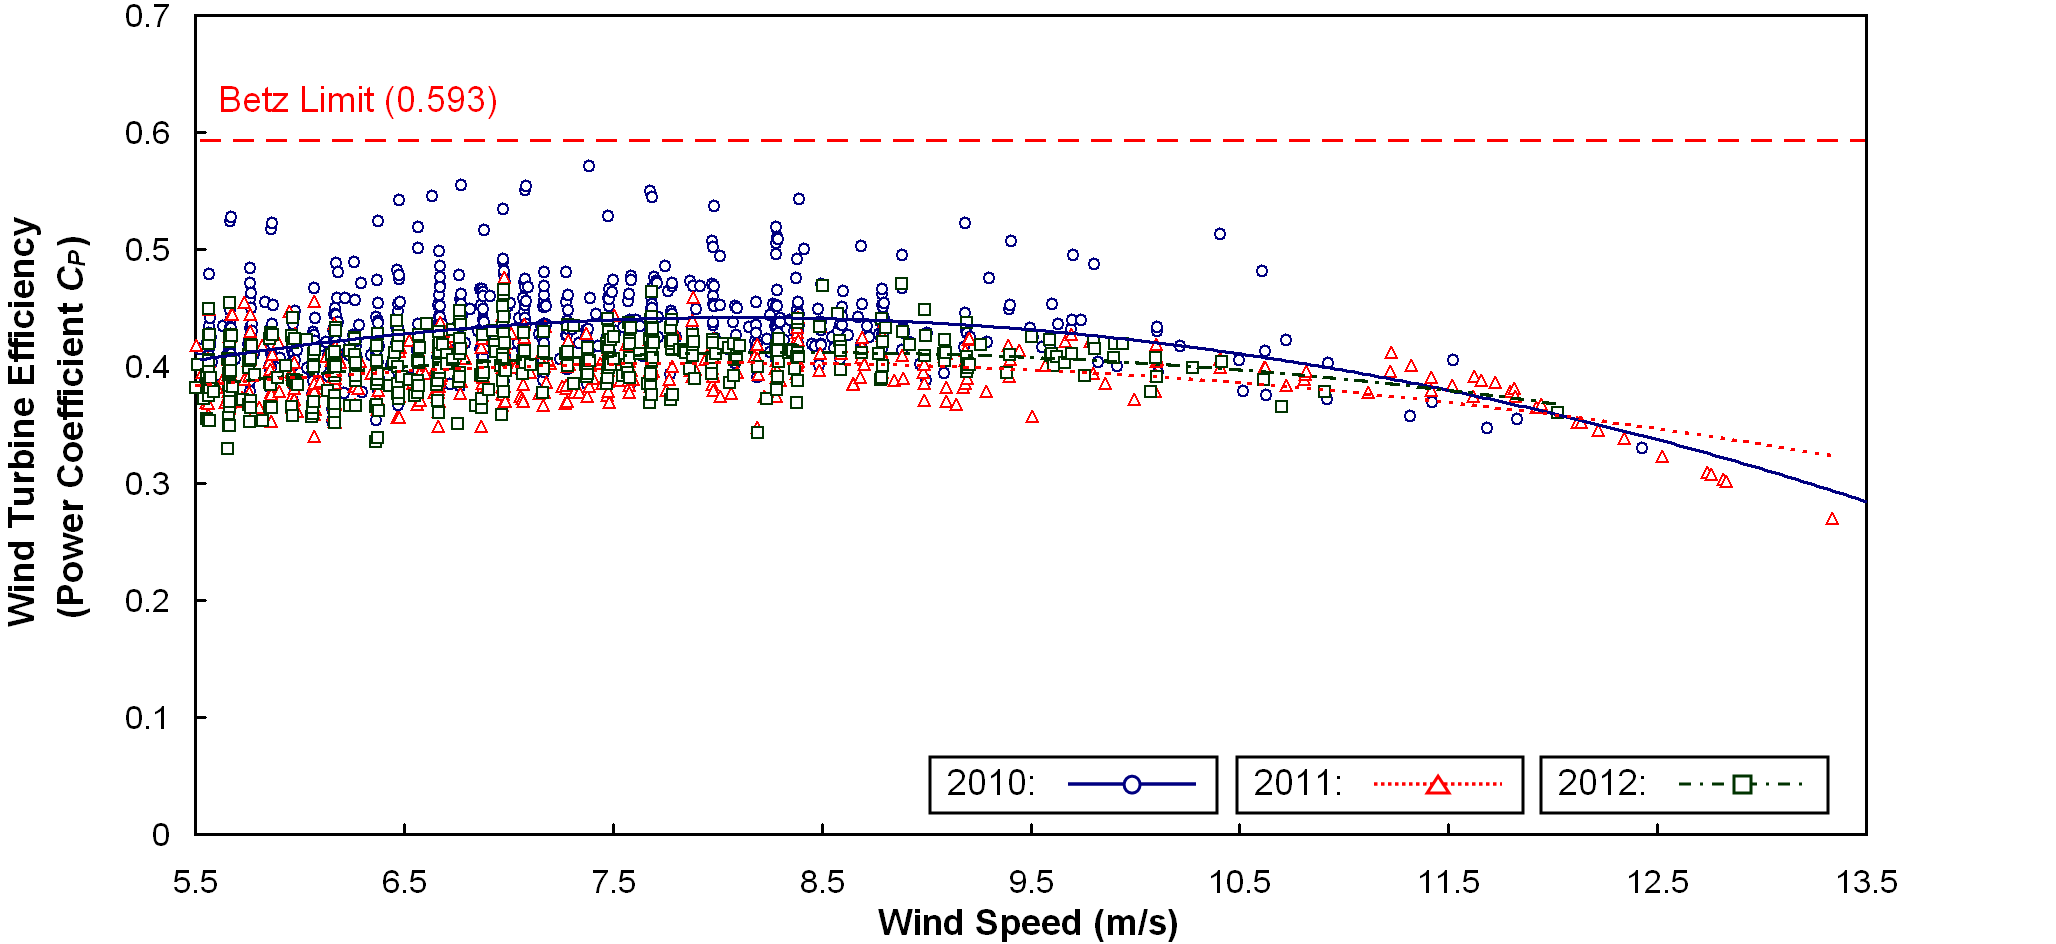 Wind Turbine Efficiency
(Power Coefficient CP)
0.7
0.6
0.5
0.4
0.3
0.2
0.1
0
Betz Limit (0.593)
2010:
2011:
2012:
5.5 6.5 7.5 8.5 9.5 10.5 11.5 12.5 13.5
Wind Speed (m/s)